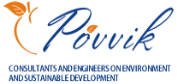 Povvik
CONSULTANTS AND ENGINEERS ON ENVIRONMENT
AND SUSTAINABLE DEVELOPMENT